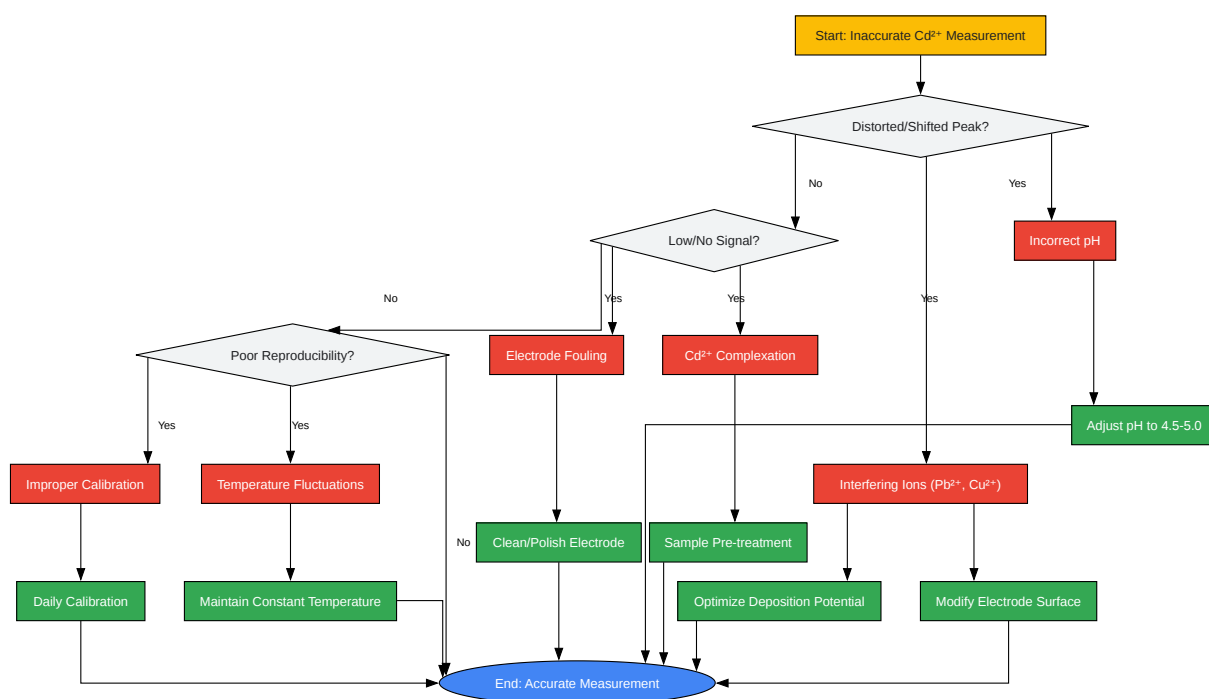 Start: Inaccurate Cd²⁺ Measurement
Distorted/Shifted Peak?
No
Yes
Low/No Signal?
Incorrect pH
No
Yes
Yes
Yes
Poor Reproducibility?
Electrode Fouling
Cd²⁺ Complexation
Yes
Yes
Adjust pH to 4.5-5.0
Improper Calibration
Temperature Fluctuations
Interfering Ions (Pb²⁺, Cu²⁺)
No
Clean/Polish Electrode
Sample Pre-treatment
Daily Calibration
Maintain Constant Temperature
Optimize Deposition Potential
Modify Electrode Surface
End: Accurate Measurement